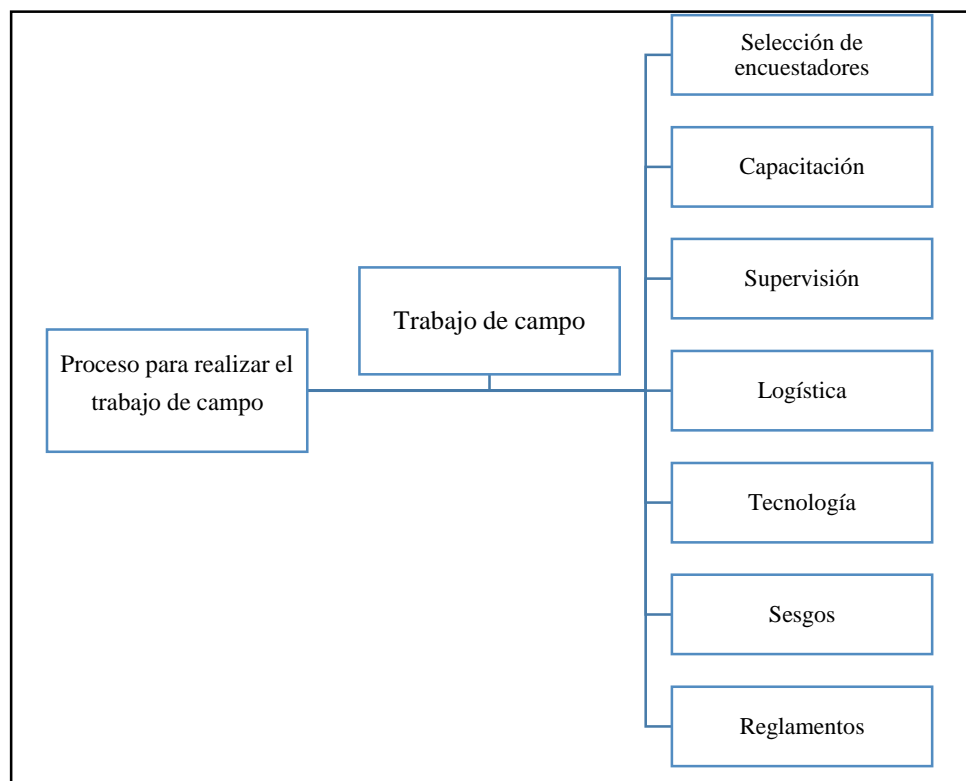 Proceso para realizar el
trabajo de campo
Trabajo de campo
Selección de
encuestadores
Capacitación
Supervisión
Logística
Tecnología
Sesgos
Reglamentos